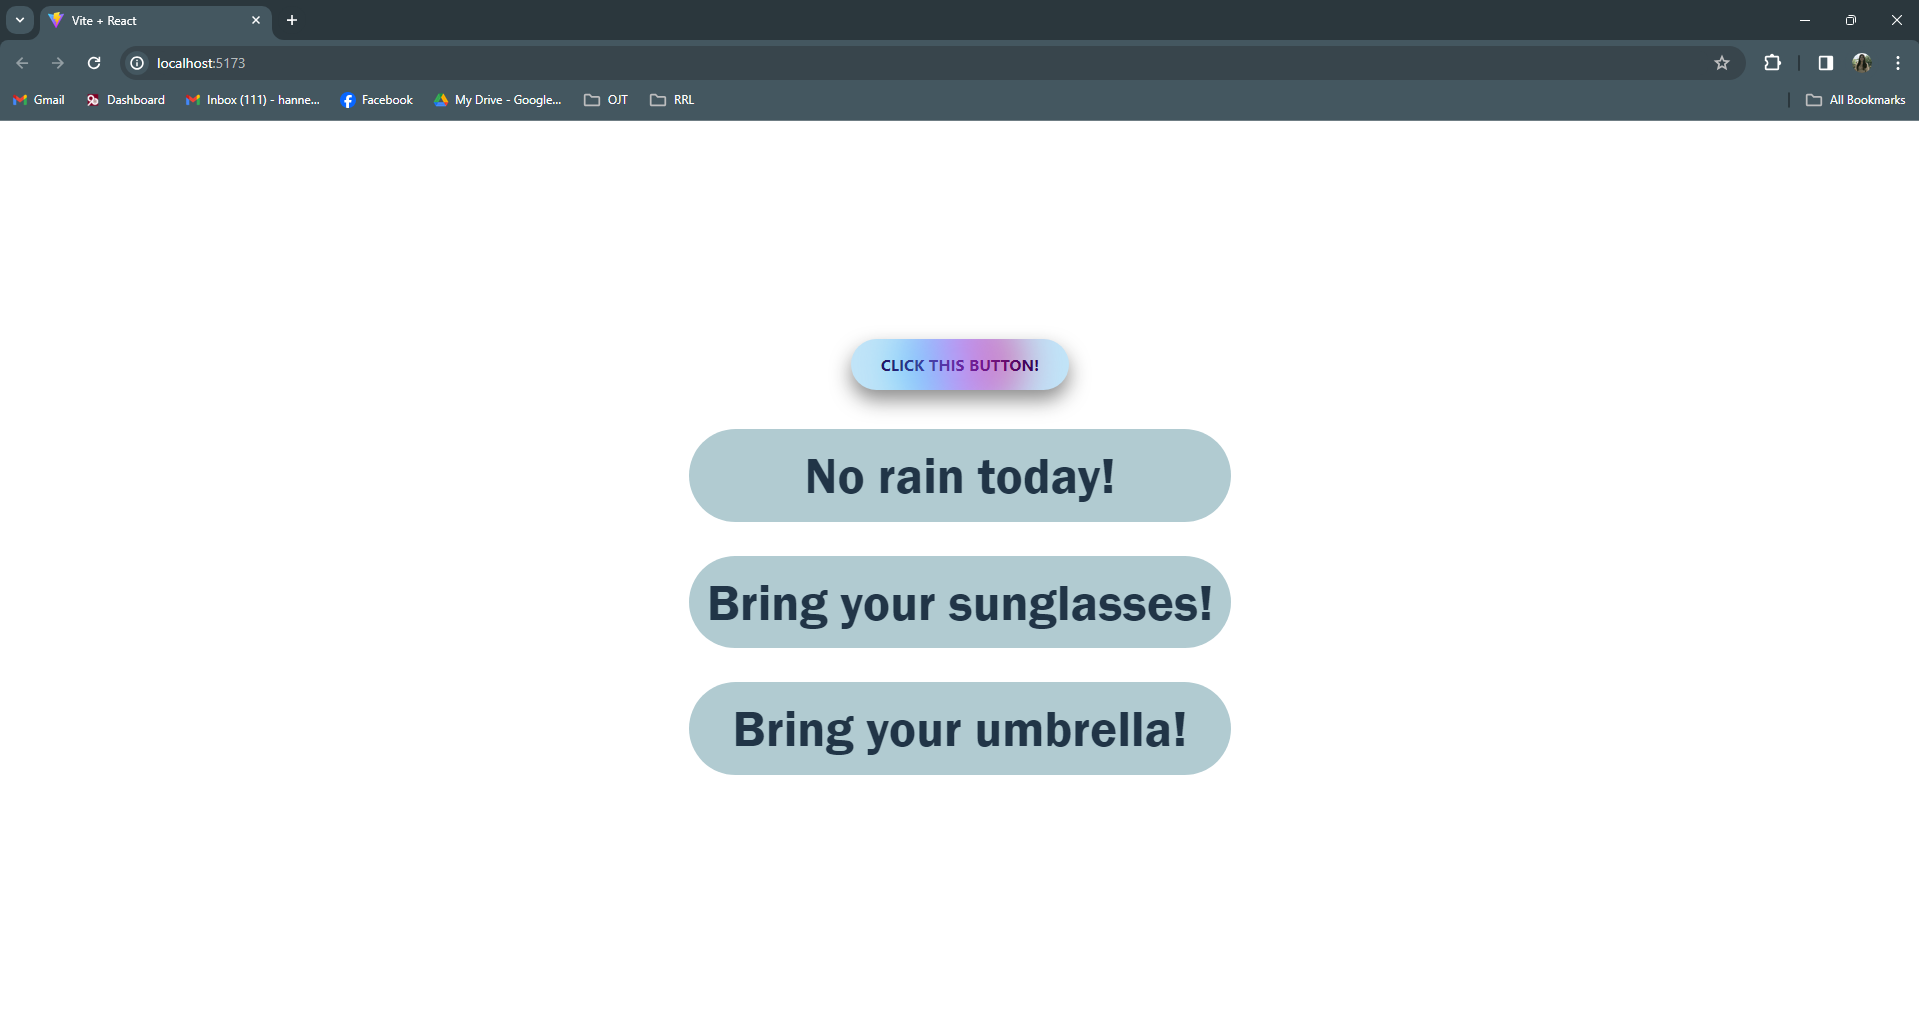 Vite + React
localhost:5173
Gmail
Dashboard
Inbox (111) - hanne...
Facebook
My Drive - Google...
OJT
RRL
All Bookmarks
CLICK THIS BUTTON!
No rain today!
Bring your sunglasses!
Bring your umbrella!